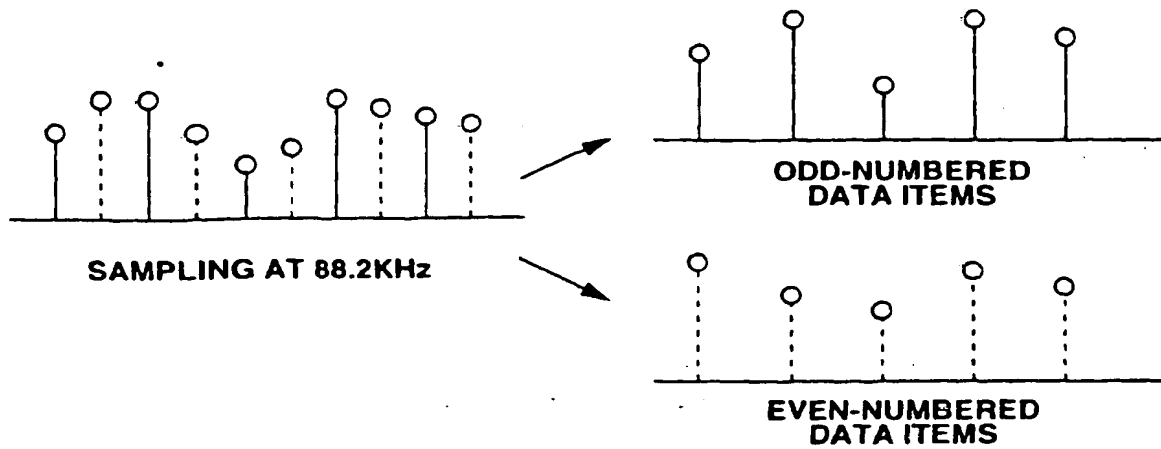 ODD-NUMBERED
DATA ITEMS
SAMPLING AT 88.2KHz
EVEN-NUMBERED
DATA ITEMS